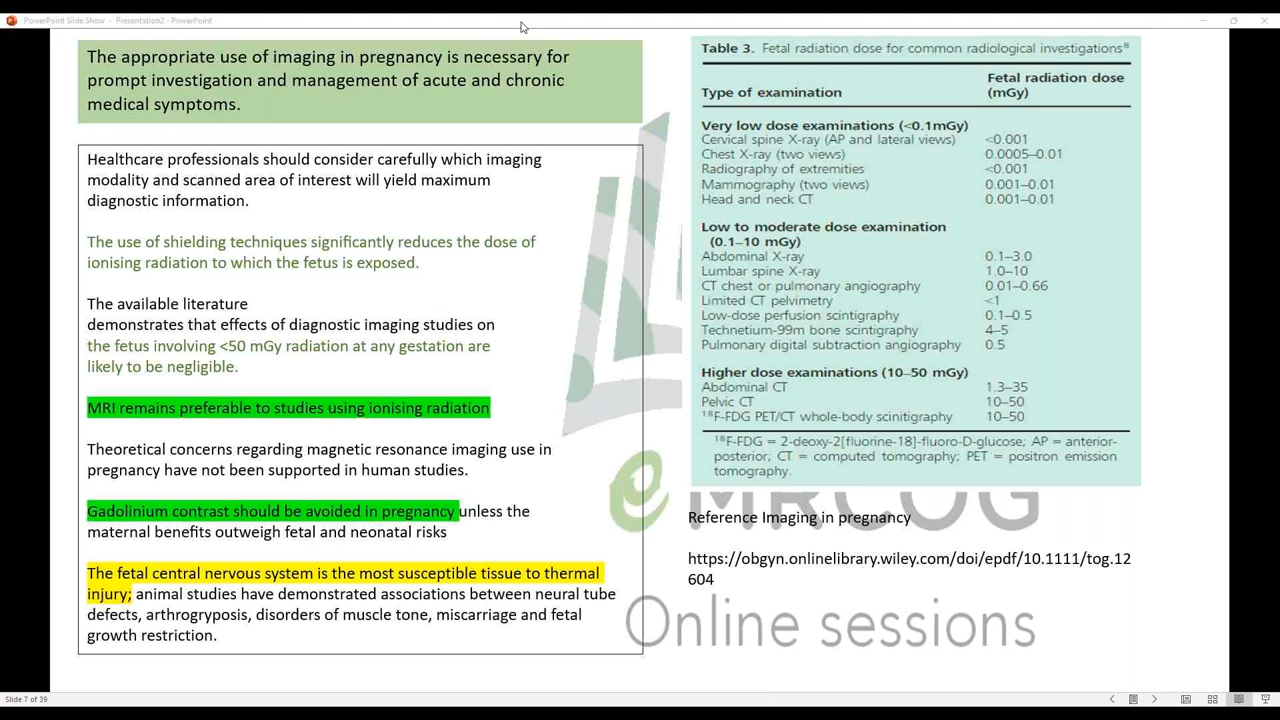 PowerPoint Slide Show - Presentation2 - PowerPoint
The appropriate use of imaging in pregnancy is necessary for
prompt investigation and management of acute and chronic
medical symptoms.
Healthcare professionals should consider carefully which imaging
modality and scanned area of interest will yield maximum
diagnostic information.
The use of shielding techniques significantly reduces the dose of
ionising radiation to which the fetus is exposed.
The available literature
demonstrates that effects of diagnostic imaging studies on
the fetus involving <50 mGy radiation at any gestation are
likely to be negligible.
MRI remains preferable to studies using ionising radiation
Theoretical concerns regarding magnetic resonance imaging use in
pregnancy have not been supported in human studies.
Gadolinium contrast should be avoided in pregnancy unless the
maternal benefits outweigh fetal and neonatal risks
The fetal central nervous system is the most susceptible tissue to thermal
injury; animal studies have demonstrated associations between neural tube
defects, arthrogryposis, disorders of muscle tone, miscarriage and fetal
growth restriction.
Table 3. Fetal radiation dose for common radiological investigations⁸
Fetal radiation dose
Type of examination (mGy)
Very low dose examinations (<0.1mGy)
Cervical spine X-ray (AP and lateral views) <0.001
Chest X-ray (two views) 0.0005–0.01
Radiography of extremities <0.001
Mammography (two views) 0.001–0.01
Head and neck CT 0.001–0.01
Low to moderate dose examination
(0.1–10 mGy)
Abdominal X-ray 0.1–3.0
Lumbar spine X-ray 1.0–10
CT chest or pulmonary angiography 0.01–0.66
Limited CT pelvimetry <1
Low-dose perfusion scintigraphy 0.1–0.5
Technetium-99m bone scintigraphy 4–5
Pulmonary digital subtraction angiography 0.5
Higher dose examinations (10–50 mGy)
Abdominal CT 1.3–35
Pelvic CT 10–50
¹⁸F-FDG PET/CT whole-body scinitigraphy 10–50
¹⁸F-FDG = 2-deoxy-2[fluorine-18]-fluoro-D-glucose; AP = anterior-
posterior; CT = computed tomography; PET = positron emission
tomography.
eMRCOG
Reference Imaging in pregnancy
https://obgyn.onlinelibrary.wiley.com/doi/epdf/10.1111/tog.12
604
Online sessions
Slide 7 of 39